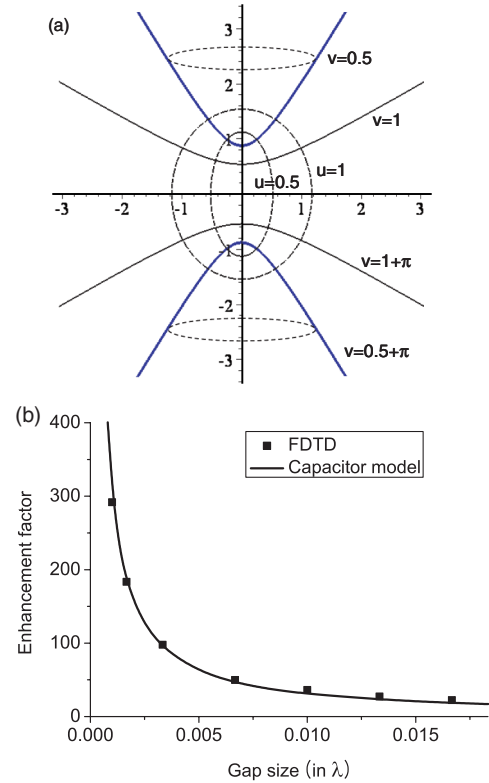 (a)
3
v=0.5
2
v=1
1
u=0.5
u=1
-3 -2 -1 1 2 3
-1
v=1+π
-2
v=0.5+π
-3
(b)
400
FDTD
Capacitor model
300
Enhancement factor
200
100
0
0.000 0.005 0.010 0.015
Gap size (in λ)